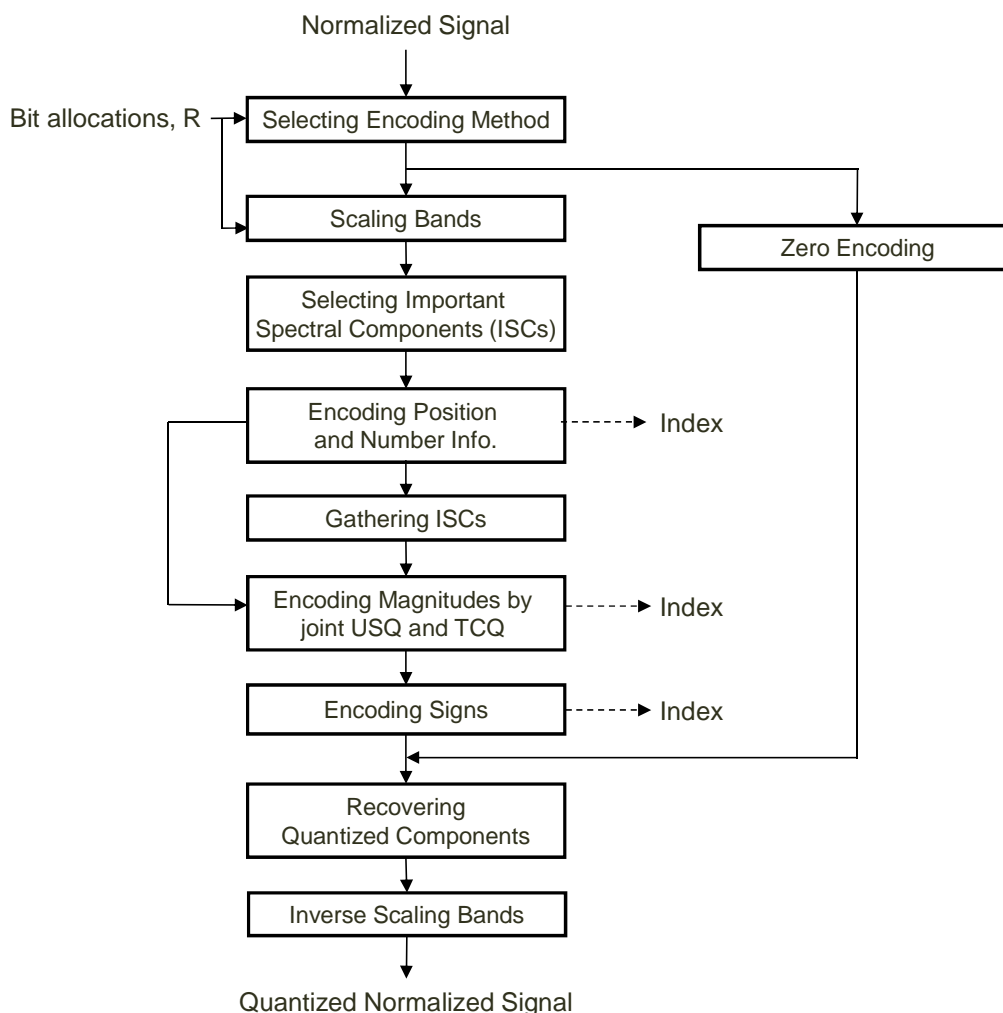 Normalized Signal
Bit allocations, R
Selecting Encoding Method
Scaling Bands
Zero Encoding
Selecting Important
Spectral Components (ISCs)
Encoding Position
and Number Info.
Index
Gathering ISCs
Encoding Magnitudes by
joint USQ and TCQ
Index
Encoding Signs
Index
Recovering
Quantized Components
Inverse Scaling Bands
Quantized Normalized Signal